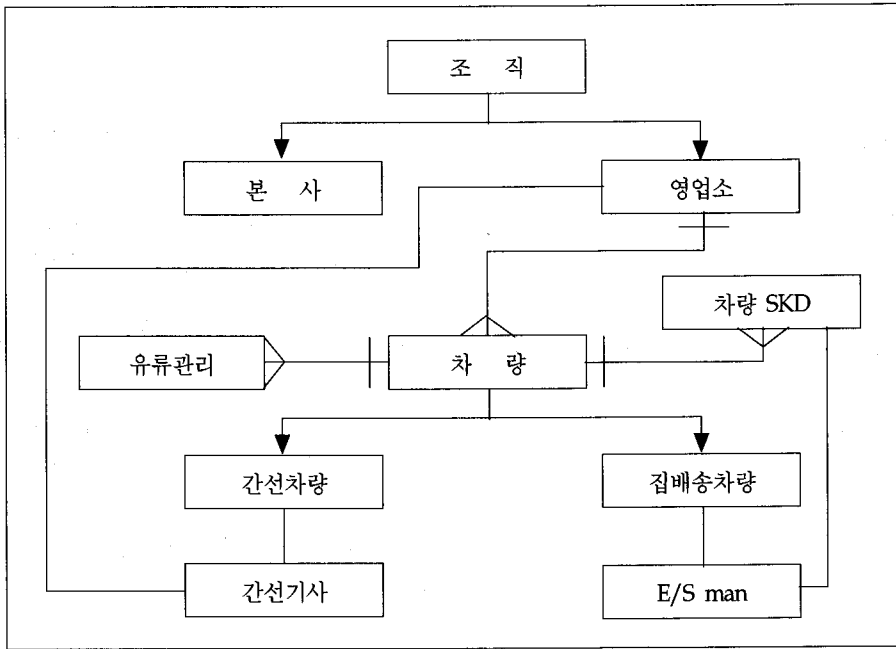 조 직
본 사
영업소
차량 SKD
유류관리
차 량
간선차량
집배송차량
간선기사
E/S man